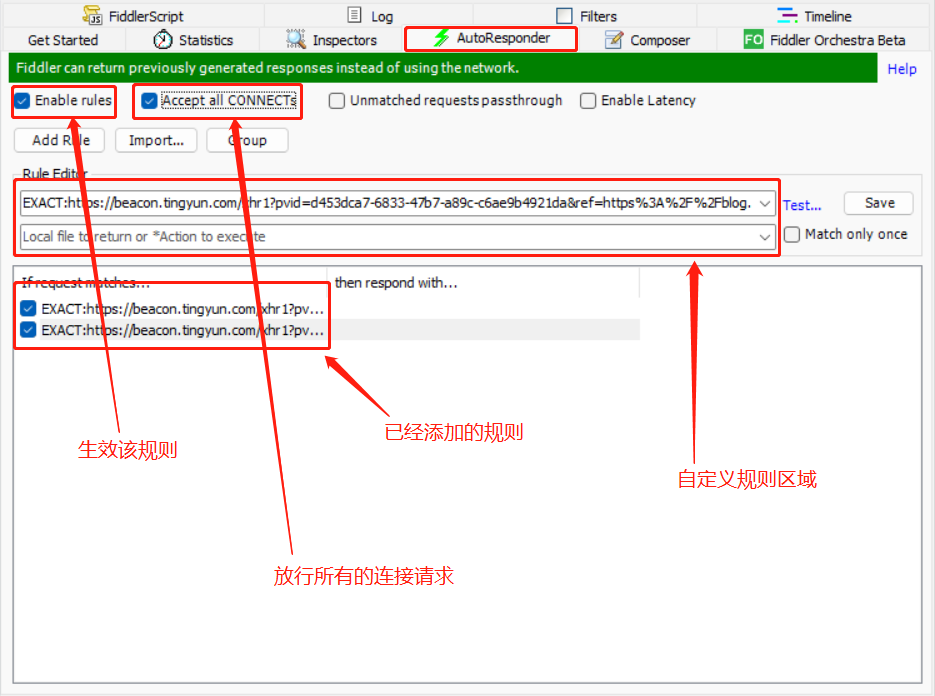 FiddlerScript Log Filters Timeline
Get Started Statistics Inspectors AutoResponder Composer FO Fiddler Orchestra Beta
Fiddler can return previously generated responses instead of using the network. Help
Enable rules Accept all CONNECTs Unmatched requests passthrough Enable Latency
Add Rule Import... Group
Rule Editor
EXACT:https://beacon.tingyun.com/xhr1?pvid=d453dca7-6833-47b7-a89c-c6ae9b4921da&ref=https%3A%2F%2Fblog. Test... Save
Local file to return or *Action to execute Match only once
If request matches... then respond with...
EXACT:https://beacon.tingyun.com/xhr1?pv...
EXACT:https://beacon.tingyun.com/xhr1?pv...
已经添加的规则
生效该规则
自定义规则区域
放行所有的连接请求